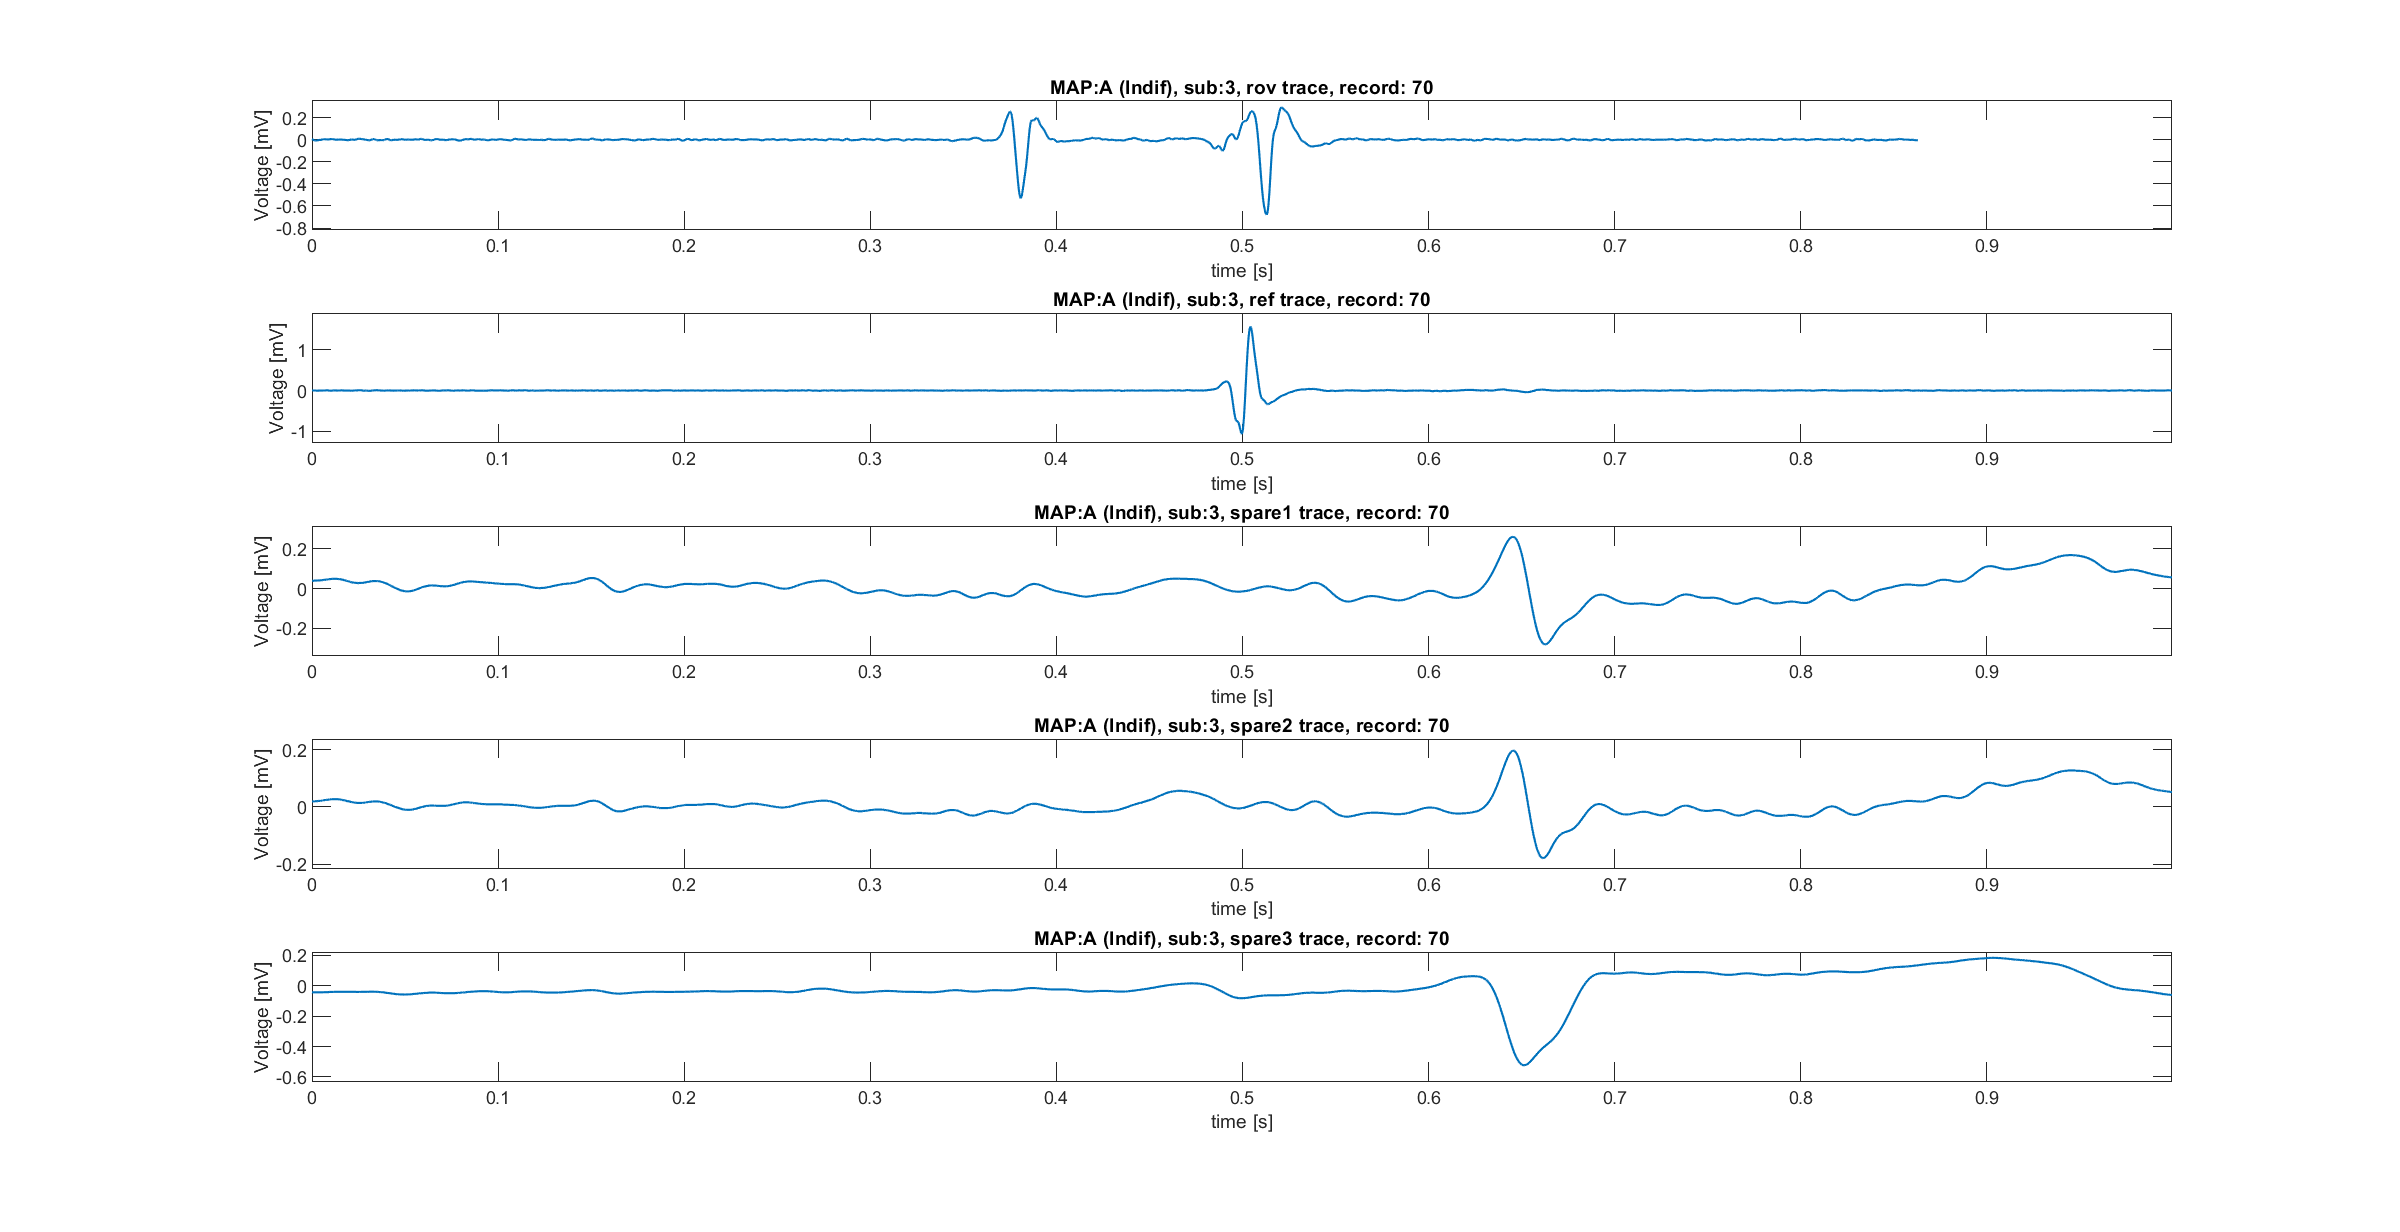 MAP:A (Indif), sub:3, rov trace, record: 70
Voltage [mV]
0.2
0
-0.2
-0.4
-0.6
-0.8
0 0.1 0.2 0.3 0.4 0.5 0.6 0.7 0.8 0.9
time [s]
MAP:A (Indif), sub:3, ref trace, record: 70
Voltage [mV]
1
0
-1
0 0.1 0.2 0.3 0.4 0.5 0.6 0.7 0.8 0.9
time [s]
MAP:A (Indif), sub:3, spare1 trace, record: 70
Voltage [mV]
0.2
0
-0.2
0 0.1 0.2 0.3 0.4 0.5 0.6 0.7 0.8 0.9
time [s]
MAP:A (Indif), sub:3, spare2 trace, record: 70
Voltage [mV]
0.2
0
-0.2
0 0.1 0.2 0.3 0.4 0.5 0.6 0.7 0.8 0.9
time [s]
MAP:A (Indif), sub:3, spare3 trace, record: 70
Voltage [mV]
0.2
0
-0.2
-0.4
-0.6
0 0.1 0.2 0.3 0.4 0.5 0.6 0.7 0.8 0.9
time [s]